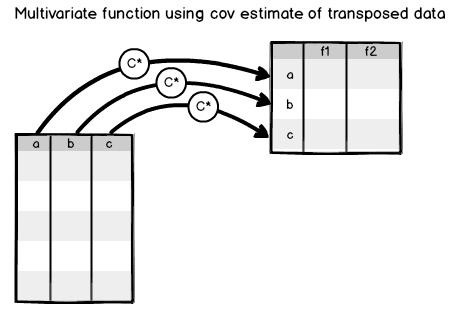 Multivariate function using cov estimate of transposed data
f1 f2
C*
a
C*
b
C*
c
a b c